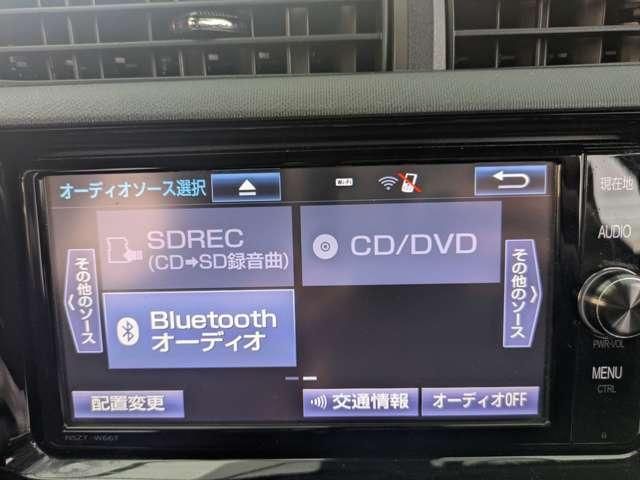 オーディオソース選択
Wi-Fi
現在地
SDREC
(CD➡SD録音曲)
CD/DVD
AUDIO
その他のソース
その他のソース
Bluetooth
オーディオ
PWR·VOL
MENU
CTRL
配置変更
交通情報
オーディオOFF
NSZT-W66T